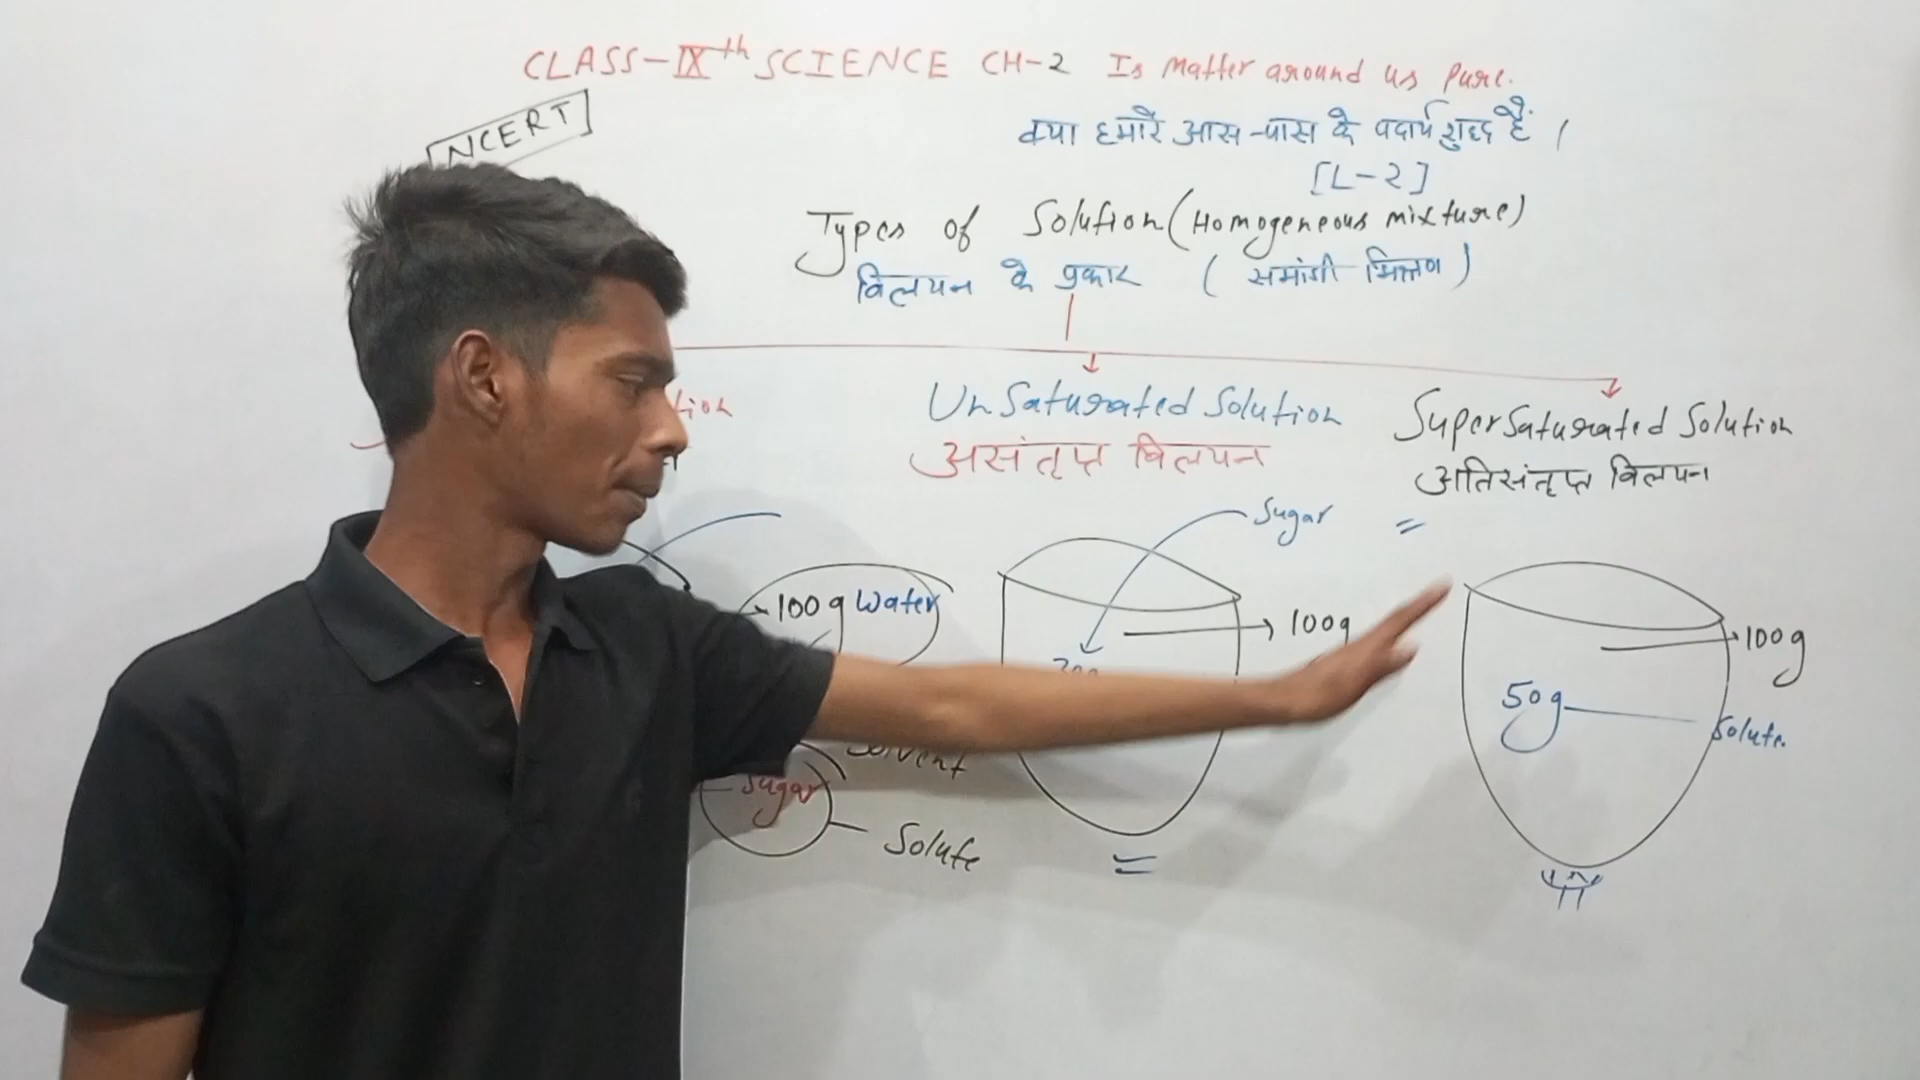 CLASS-IXth SCIENCE CH-2 Is Matter around us Pure.
NCERT
क्या हमारे आस-पास के पदार्थ शुद्ध हैं ।
[L-2]
Types of Solution (Homogeneous mixture)
विलयन के प्रकार ( समांगी मिश्रण )
UnSaturated Solution
असंतृप्त विलयन
SuperSaturated Solution
अतिसंतृप्त विलयन
Sugar
100g Water
100g
100g
50g
Solute
Solvent
Sugar
Solute